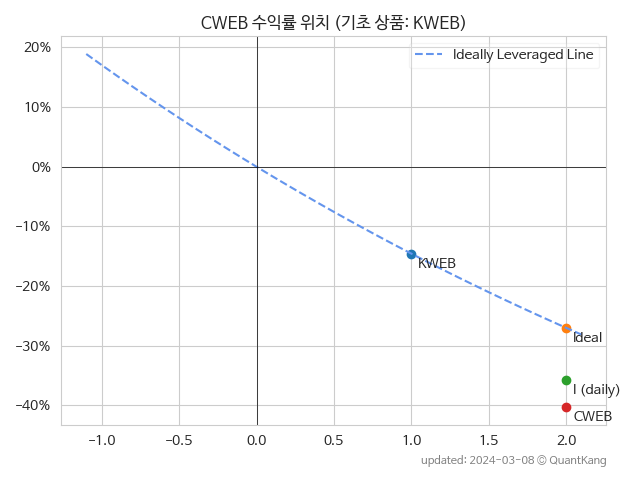 CWEB 수익률 위치 (기초 상품: KWEB)
20%
10%
0%
−10%
−20%
−30%
−40%
Ideally Leveraged Line
KWEB
Ideal
I (daily)
CWEB
−1.0 −0.5 0.0 0.5 1.0 1.5 2.0
updated: 2024-03-08 © QuantKang